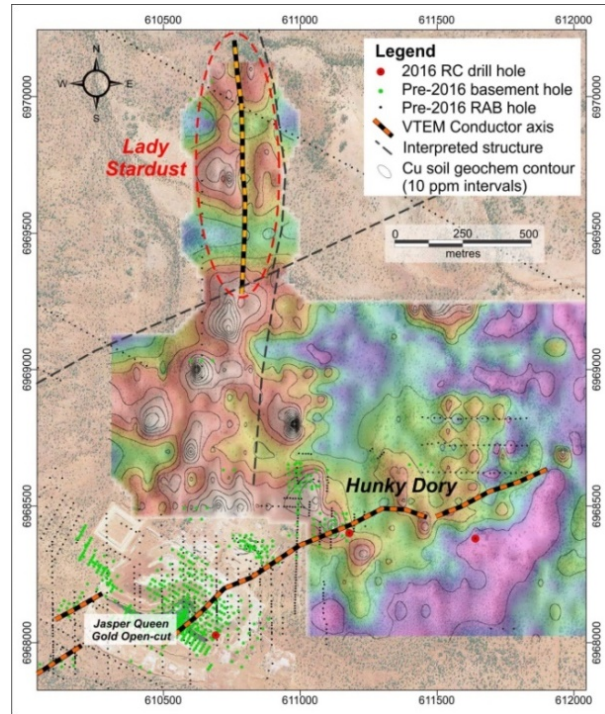 610500 611000 611500 612000
N
W E
S
Legend
2016 RC drill hole
Pre-2016 basement hole
Pre-2016 RAB hole
VTEM Conductor axis
Interpreted structure
Cu soil geochem contour
(10 ppm intervals)
6970000 6970000
Lady
Stardust
0 250 500
metres
6969500 6969500
6969000 6969000
Hunky Dory
6968500 6968500
Jasper Queen
Gold Open-cut
6968000 6968000
610500 611000 611500 612000